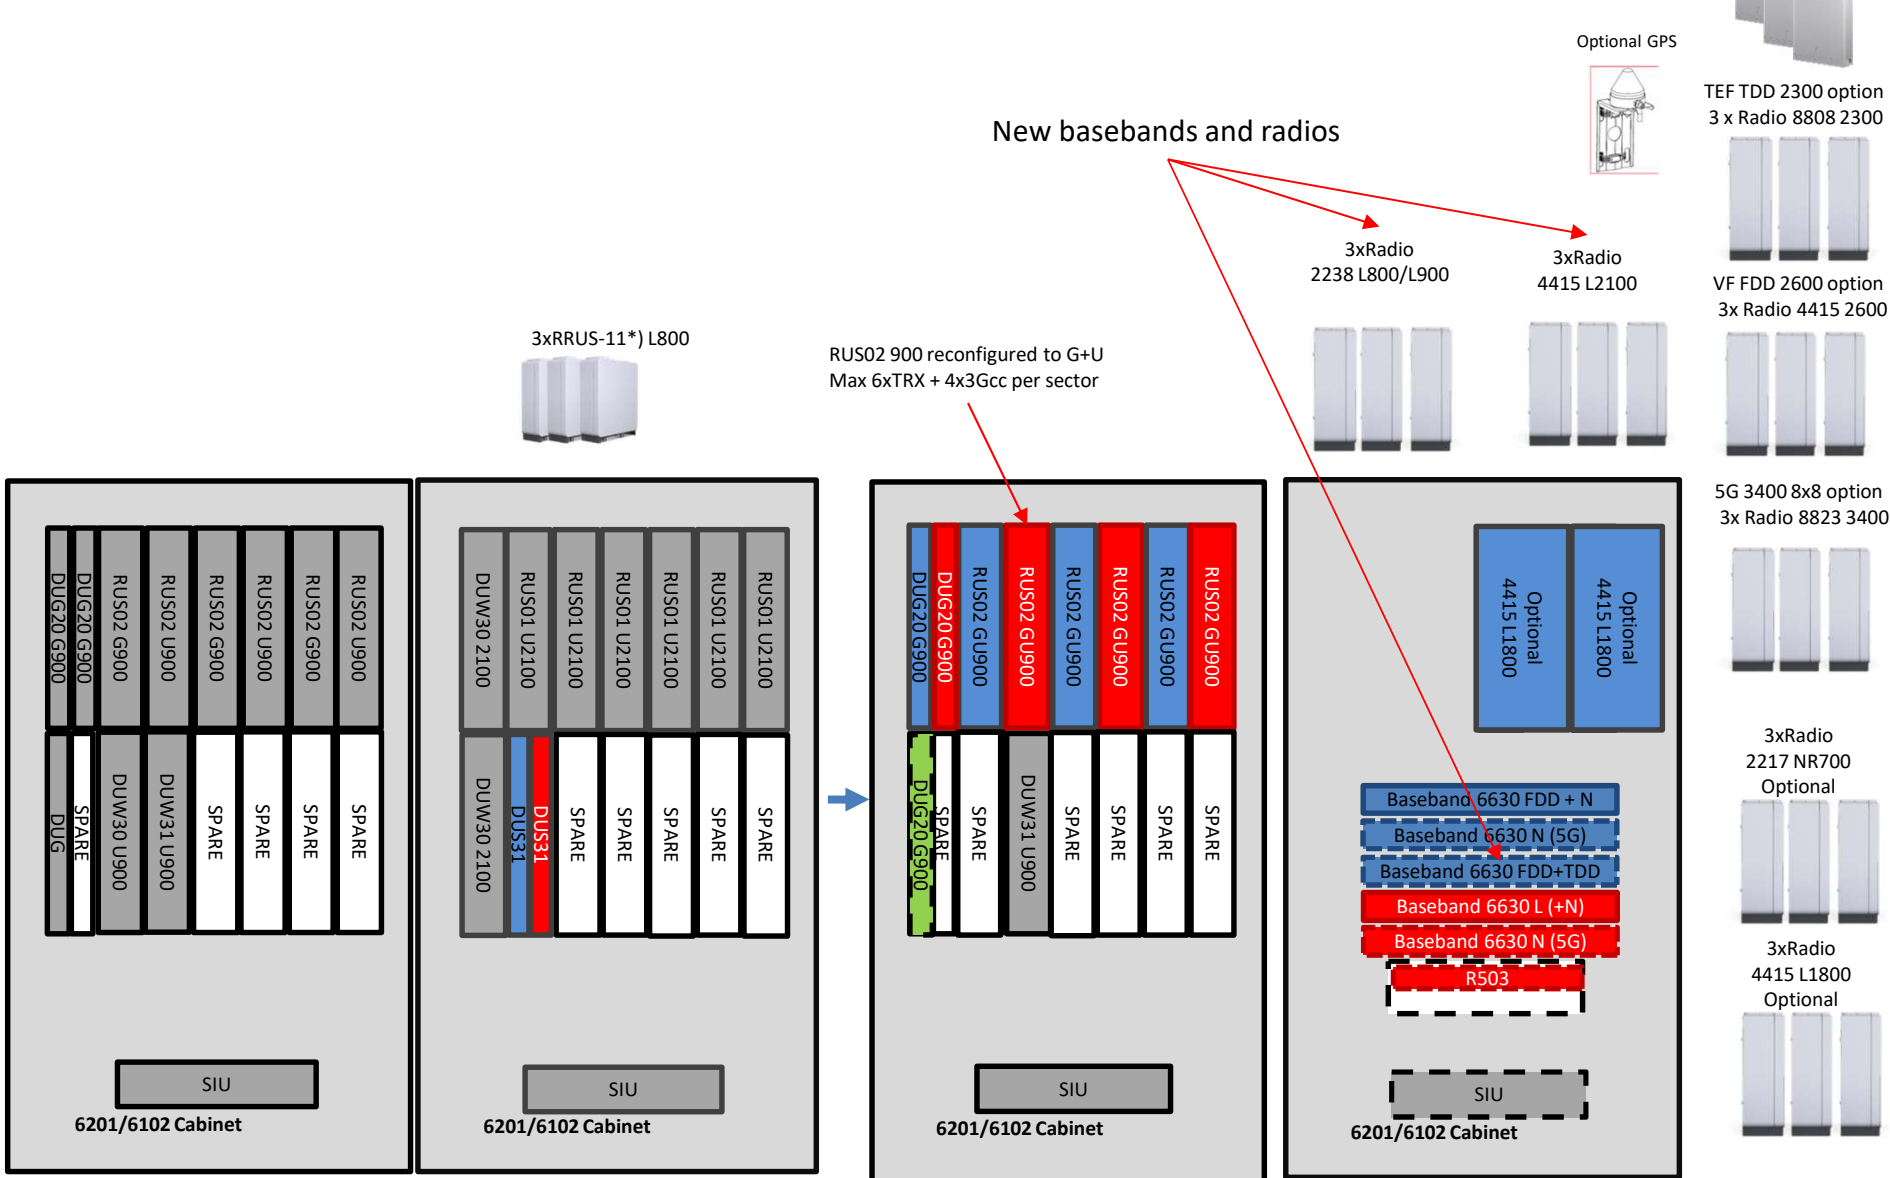 Optional GPS
TEF TDD 2300 option
3 x Radio 8808 2300
New basebands and radios
3xRadio
2238 L800/L900
3xRadio
4415 L2100
VF FDD 2600 option
3x Radio 4415 2600
3xRRUS-11*) L800
RUS02 900 reconfigured to G+U
Max 6xTRX + 4x3Gcc per sector
5G 3400 8x8 option
3x Radio 8823 3400
DUG20 G900
DUG20 G900
RUS02 G900
RUS02 U900
RUS02 G900
RUS02 U900
RUS02 G900
RUS02 U900
DUG
SPARE
DUW30 U900
DUW31 U900
SPARE
SPARE
SPARE
SPARE
SIU
6201/6102 Cabinet
DUW30 2100
RUS01 U2100
RUS01 U2100
RUS01 U2100
RUS01 U2100
RUS01 U2100
RUS01 U2100
DUW30 2100
DUS31
DUS31
SPARE
SPARE
SPARE
SPARE
SPARE
SIU
6201/6102 Cabinet
DUG20 G900
DUG20 G900
RUS02 GU900
RUS02 GU900
RUS02 GU900
RUS02 GU900
RUS02 GU900
RUS02 GU900
DUG20 G900
SPARE
SPARE
DUW31 U900
SPARE
SPARE
SPARE
SPARE
SIU
6201/6102 Cabinet
Optional
4415 L1800
Optional
4415 L1800
Baseband 6630 FDD + N
Baseband 6630 N (5G)
Baseband 6630 FDD+TDD
Baseband 6630 L (+N)
Baseband 6630 N (5G)
R503
SIU
6201/6102 Cabinet
3xRadio
2217 NR700
Optional
3xRadio
4415 L1800
Optional